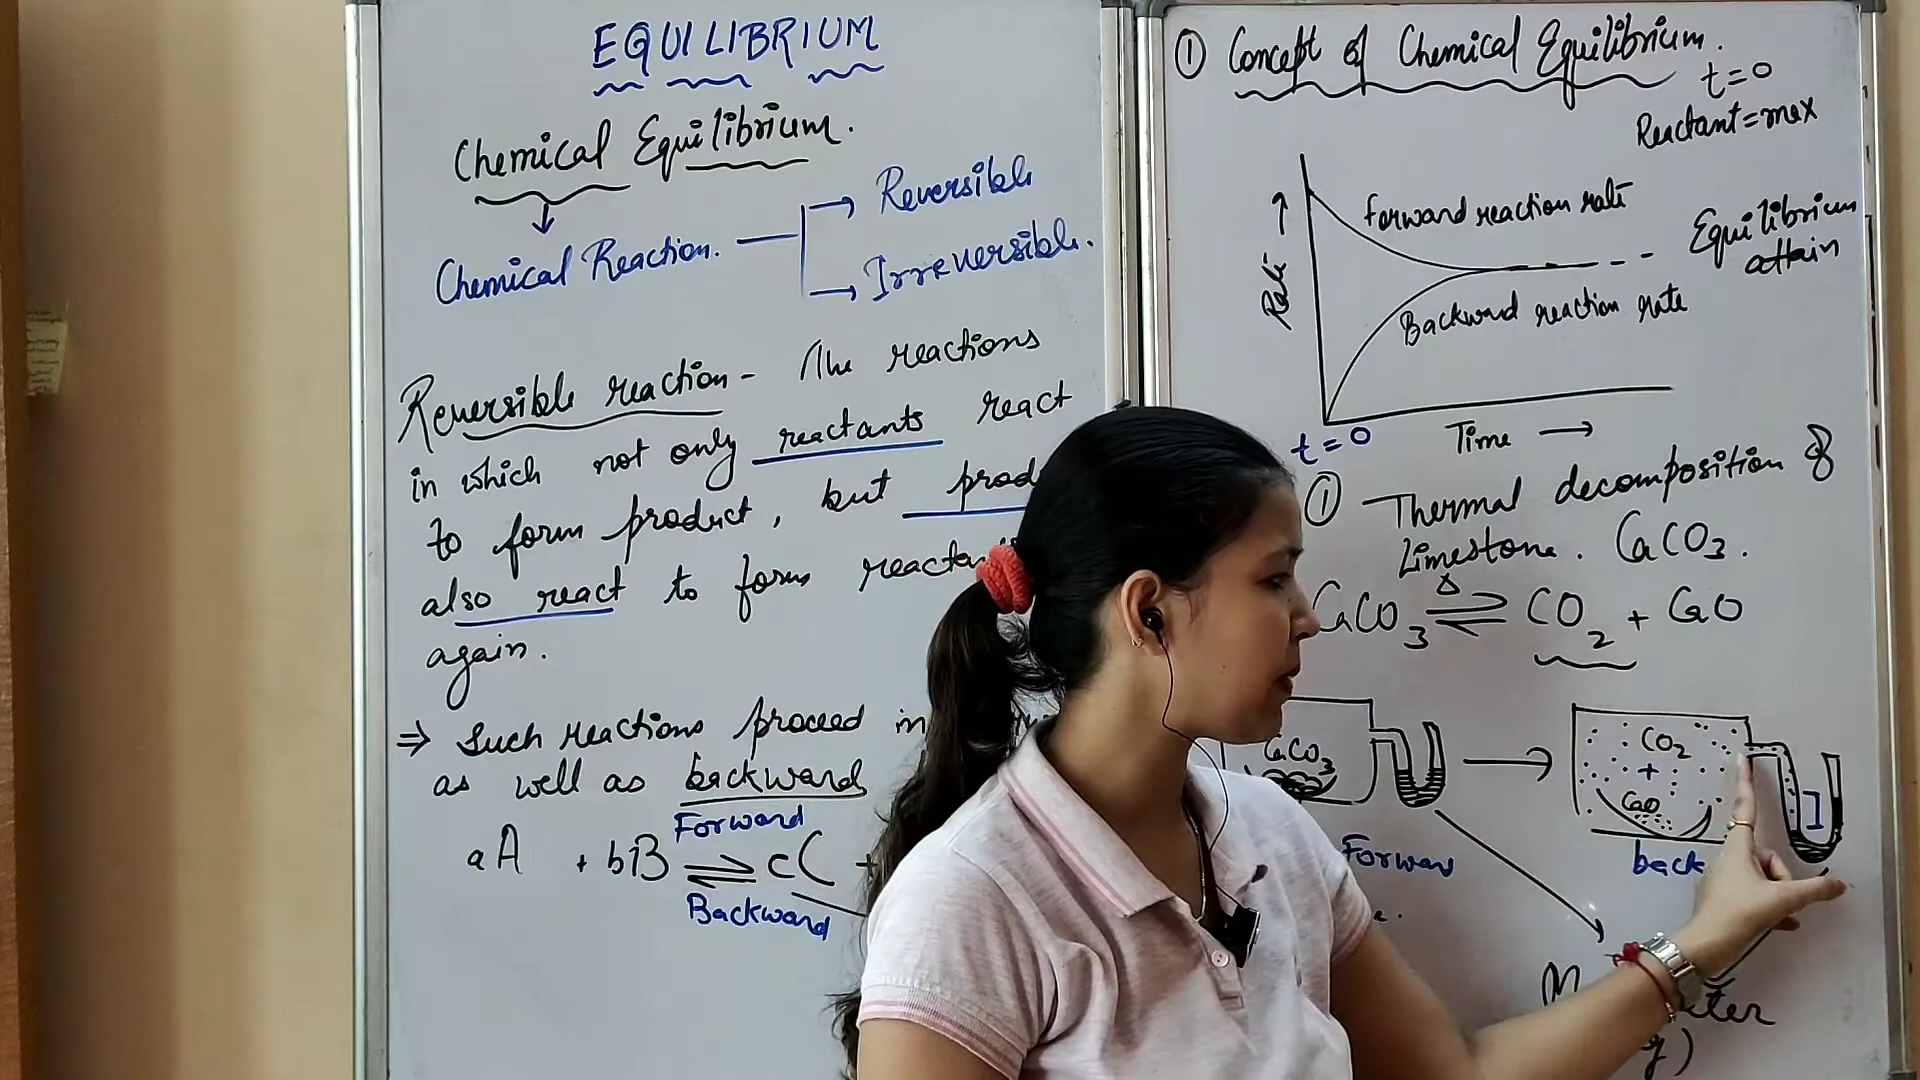 EQUILIBRIUM
Chemical Equilibrium.
Chemical Reaction.
Reversible
Irreversible.
Reversible reaction - The reactions
in which not only reactants react
to form product, but prod
also react to form reactan
again.
⇒ Such reactions proceed in
as well as backward
Forward
aA + bB ⇌ cC +
Backward
① Concept of Chemical Equilibrium.
t=0
Reactant=max
Rate →
Forward reaction rate
Equilibrium
attain
Backward reaction rate
t=0
Time →
① Thermal decomposition of
Limestone. CaCO3.
CaCO3 ⇌ Δ CO2 + CaO
CaCO3
CO2
+
CaO
Forwar
back